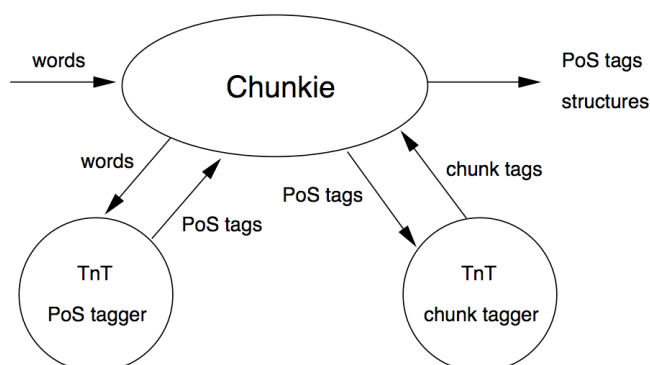 words
Chunkie
PoS tags
structures
words
PoS tags
PoS tags
chunk tags
TnT
PoS tagger
TnT
chunk tagger